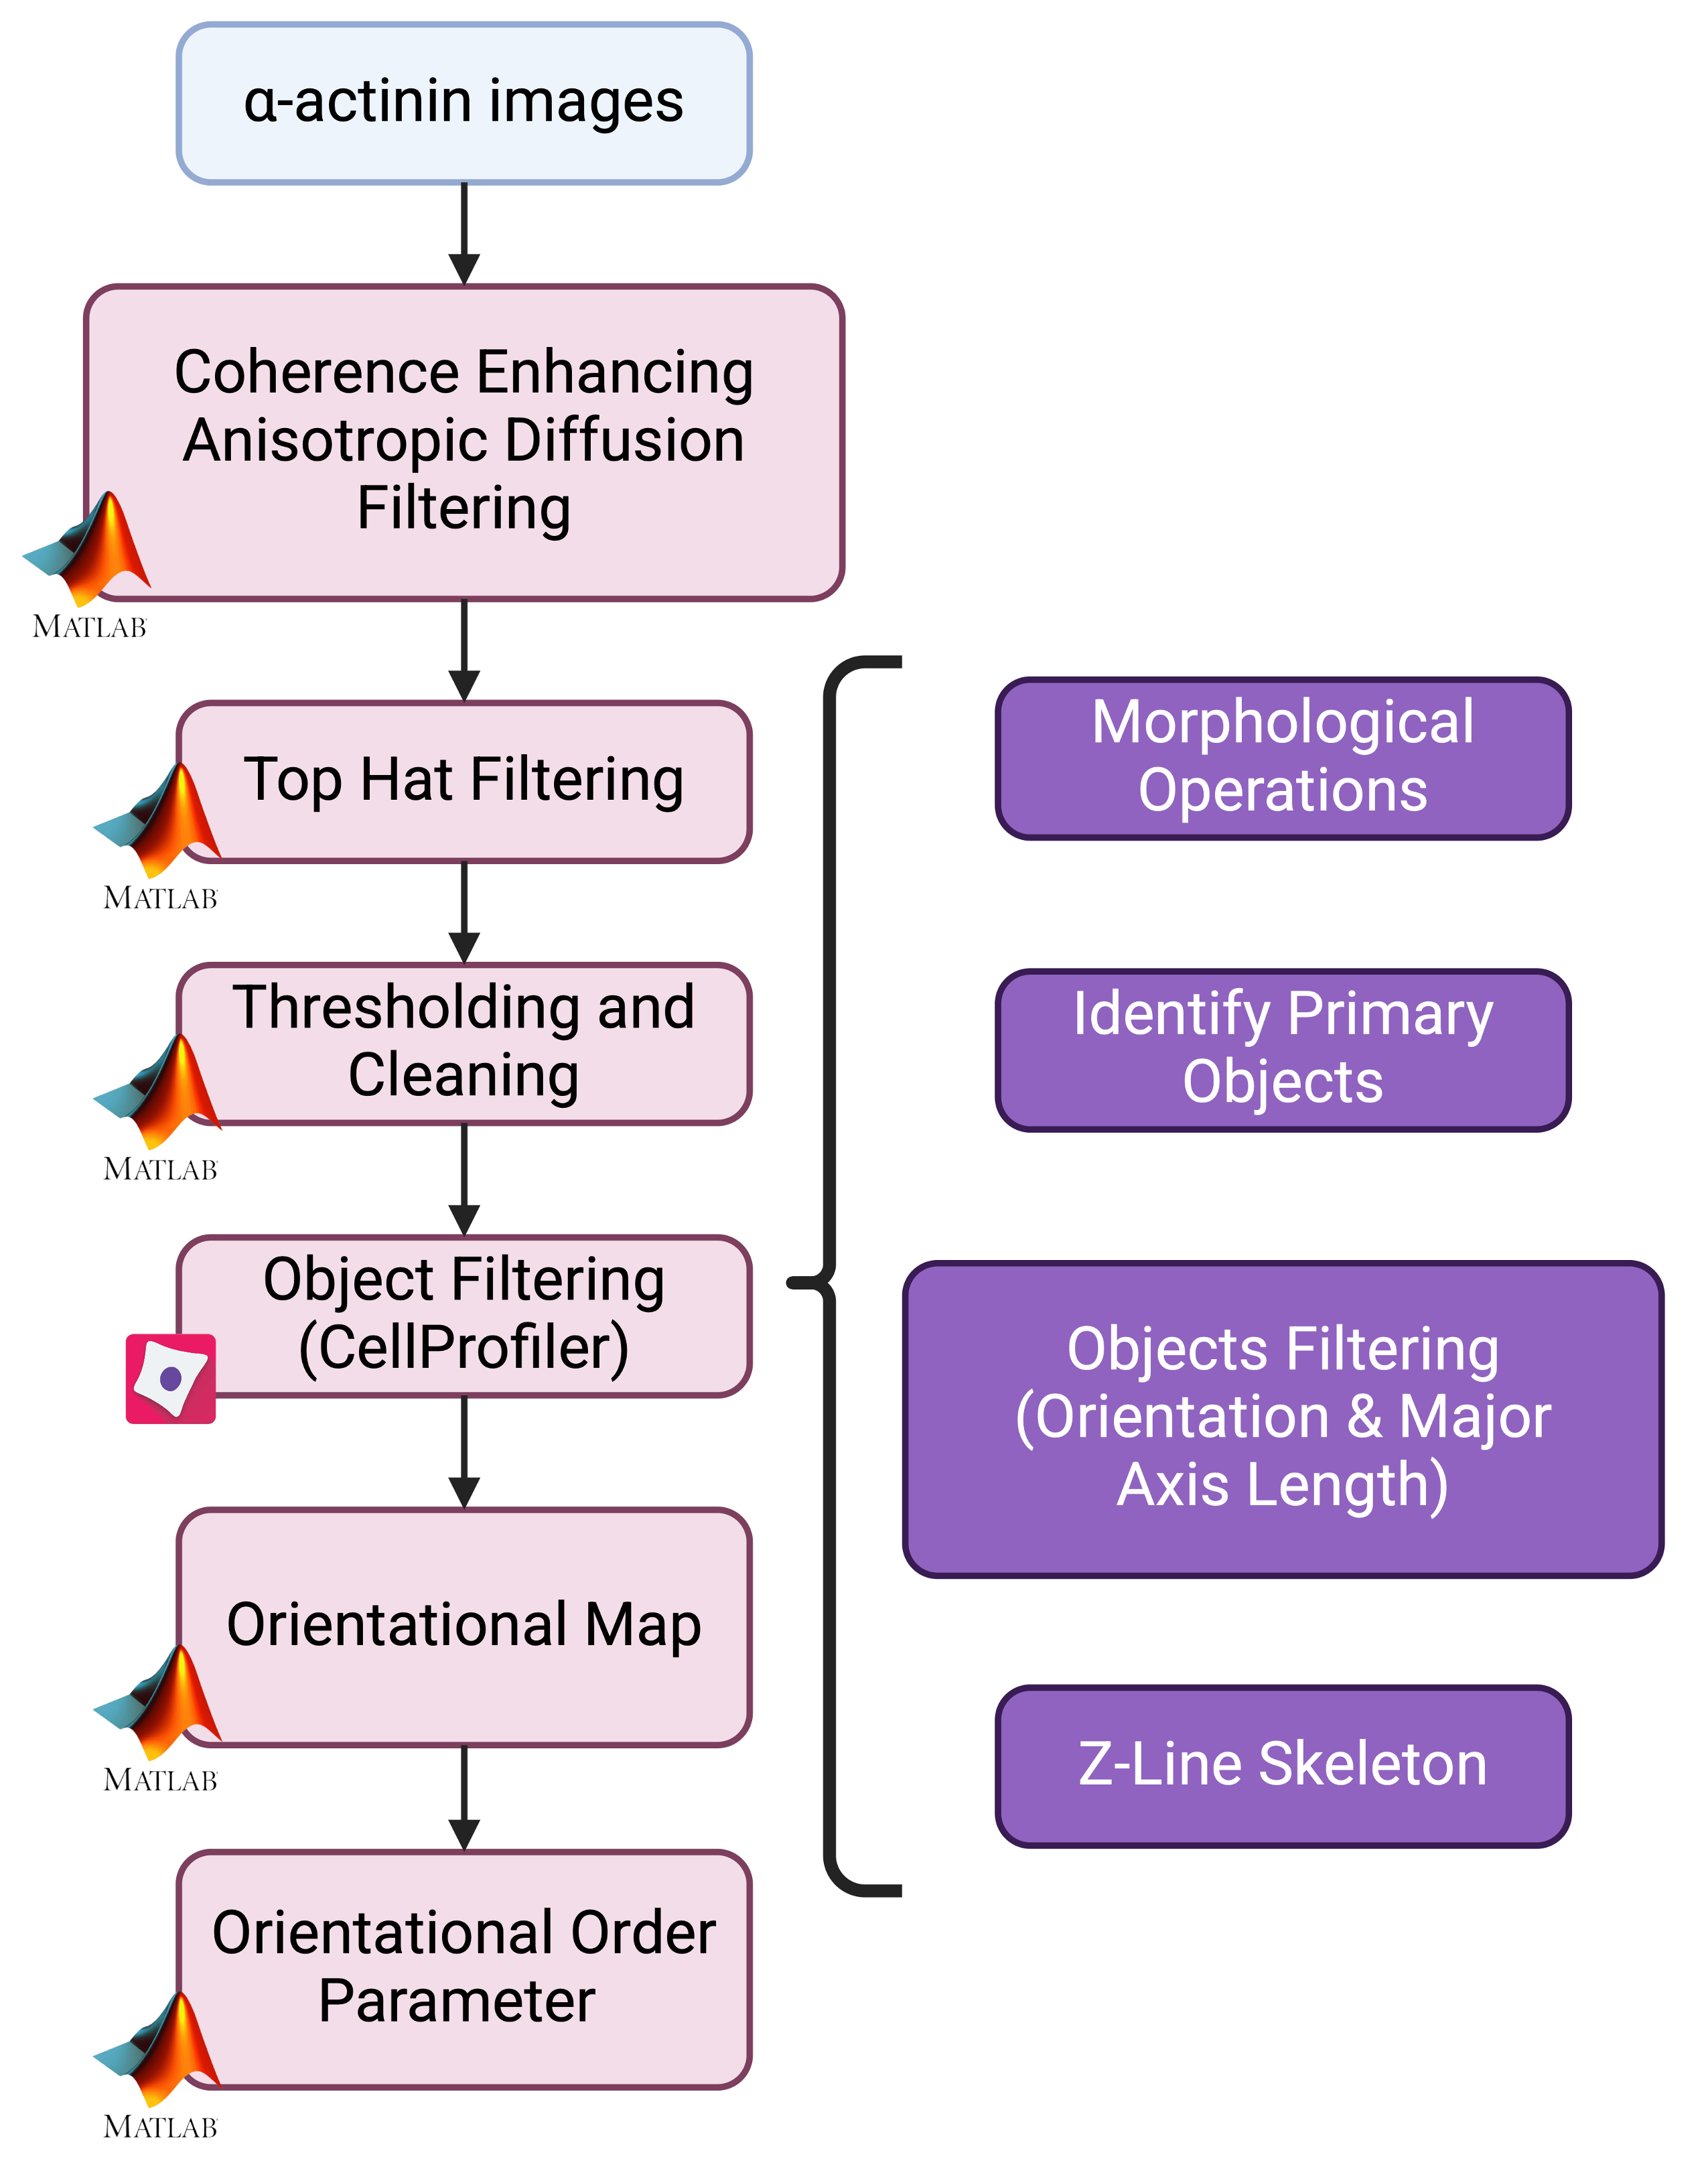 α-actinin images
Coherence Enhancing
Anisotropic Diffusion
Filtering
MATLAB
Top Hat Filtering
MATLAB
Thresholding and
Cleaning
MATLAB
Object Filtering
(CellProfiler)
Orientational Map
MATLAB
Orientational Order
Parameter
MATLAB
Morphological
Operations
Identify Primary
Objects
Objects Filtering
(Orientation & Major
Axis Length)
Z-Line Skeleton